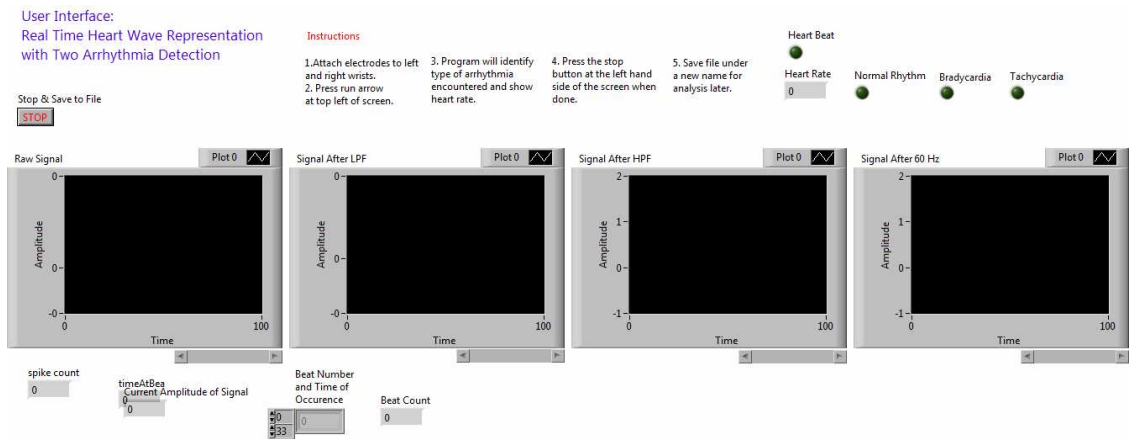 User Interface:
Real Time Heart Wave Representation
with Two Arrhythmia Detection
Stop & Save to File
STOP
Instructions
1.Attach electrodes to left
and right wrists.
2. Press run arrow
at top left of screen.
3. Program will identify
type of arrhythmia
encountered and show
heart rate.
4. Press the stop
button at the left hand
side of the screen when
done.
5. Save file under
a new name for
analysis later.
Heart Beat
Heart Rate
0
Normal Rhythm
Bradycardia
Tachycardia
Raw Signal
Plot 0
0-
0-
-0-
Amplitude
0
100
Time
Signal After LPF
Plot 0
0-
0-
-0-
Amplitude
0
100
Time
Signal After HPF
Plot 0
2-
1-
0-
-1-
Amplitude
0
100
Time
Signal After 60 Hz
Plot 0
2-
1-
0-
-1-
Amplitude
0
100
Time
spike count
0
timeAtBea
0
Current Amplitude of Signal
0
Beat Number
and Time of
Occurence
0
33
0
Beat Count
0